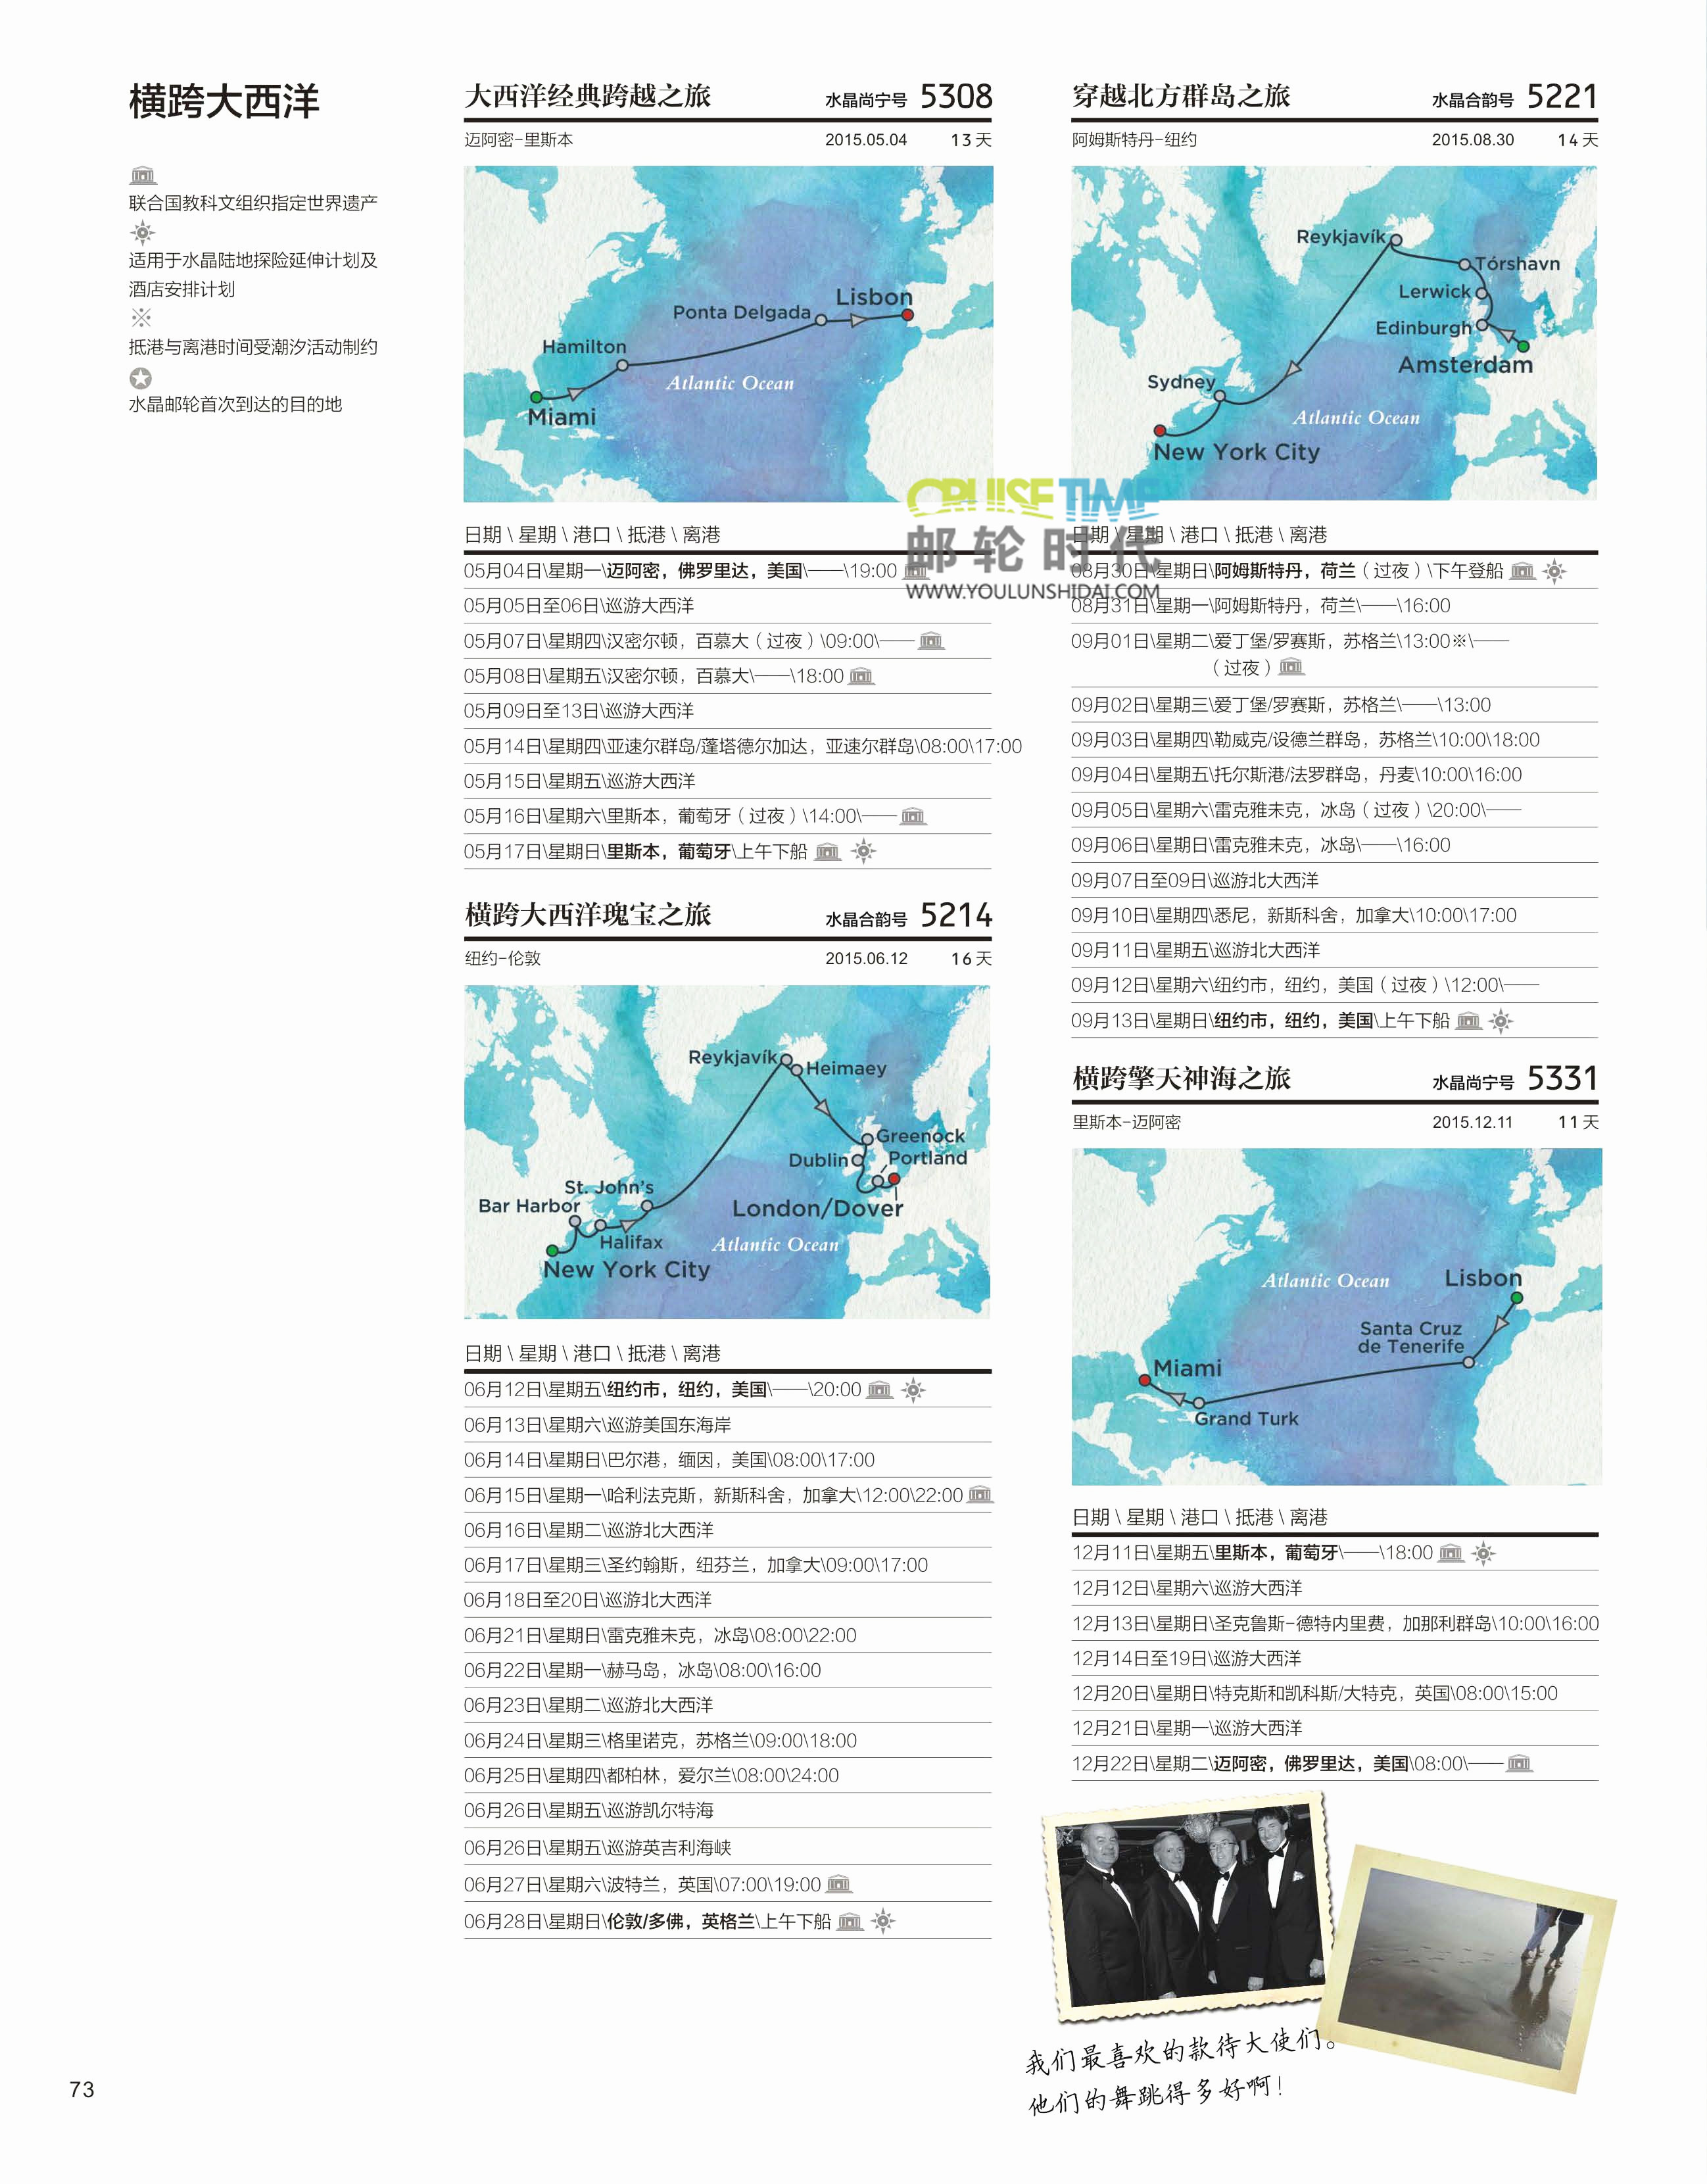 横跨大西洋
联合国教科文组织指定世界遗产
适用于水晶陆地探险延伸计划及
酒店安排计划
※
抵港与离港时间受潮汐活动制约
水晶邮轮首次到达的目的地
大西洋经典跨越之旅 水晶尚宁号 5308
迈阿密-里斯本 2015.05.04 13天
Lisbon
Ponta Delgada
Hamilton
Atlantic Ocean
Miami
日期 \ 星期 \ 港口 \ 抵港 \ 离港
05月04日\星期一\迈阿密，佛罗里达，美国\——\19:00
05月05日至06日\巡游大西洋
05月07日\星期四\汉密尔顿，百慕大（过夜）\09:00\——
05月08日\星期五\汉密尔顿，百慕大\——\18:00
05月09日至13日\巡游大西洋
05月14日\星期四\亚速尔群岛/蓬塔德尔加达，亚速尔群岛\08:00\17:00
05月15日\星期五\巡游大西洋
05月16日\星期六\里斯本，葡萄牙（过夜）\14:00\——
05月17日\星期日\里斯本，葡萄牙\上午下船
横跨大西洋瑰宝之旅 水晶合韵号 5214
纽约-伦敦 2015.06.12 16天
Reykjavík
Heimaey
Greenock
Dublin
Portland
St. John's
Bar Harbor
London/Dover
Halifax
Atlantic Ocean
New York City
日期 \ 星期 \ 港口 \ 抵港 \ 离港
06月12日\星期五\纽约市，纽约，美国\——\20:00
06月13日\星期六\巡游美国东海岸
06月14日\星期日\巴尔港，缅因，美国\08:00\17:00
06月15日\星期一\哈利法克斯，新斯科舍，加拿大\12:00\22:00
06月16日\星期二\巡游北大西洋
06月17日\星期三\圣约翰斯，纽芬兰，加拿大\09:00\17:00
06月18日至20日\巡游北大西洋
06月21日\星期日\雷克雅未克，冰岛\08:00\22:00
06月22日\星期一\赫马岛，冰岛\08:00\16:00
06月23日\星期二\巡游北大西洋
06月24日\星期三\格里诺克，苏格兰\09:00\18:00
06月25日\星期四\都柏林，爱尔兰\08:00\24:00
06月26日\星期五\巡游凯尔特海
06月26日\星期五\巡游英吉利海峡
06月27日\星期六\波特兰，英国\07:00\19:00
06月28日\星期日\伦敦/多佛，英格兰\上午下船
穿越北方群岛之旅 水晶合韵号 5221
阿姆斯特丹-纽约 2015.08.30 14天
Reykjavík
Tórshavn
Lerwick
Edinburgh
Amsterdam
Sydney
Atlantic Ocean
New York City
CRUISE TIME
邮轮时代
WWW.YOULUNSHIDAI.COM
日期 \ 星期 \ 港口 \ 抵港 \ 离港
08月30日\星期日\阿姆斯特丹，荷兰（过夜）\下午登船
08月31日\星期一\阿姆斯特丹，荷兰\——\16:00
09月01日\星期二\爱丁堡/罗赛斯，苏格兰\13:00※\——
（过夜）
09月02日\星期三\爱丁堡/罗赛斯，苏格兰\——\13:00
09月03日\星期四\勒威克/设德兰群岛，苏格兰\10:00\18:00
09月04日\星期五\托尔斯港/法罗群岛，丹麦\10:00\16:00
09月05日\星期六\雷克雅未克，冰岛（过夜）\20:00\——
09月06日\星期日\雷克雅未克，冰岛\——\16:00
09月07日至09日\巡游北大西洋
09月10日\星期四\悉尼，新斯科舍，加拿大\10:00\17:00
09月11日\星期五\巡游北大西洋
09月12日\星期六\纽约市，纽约，美国（过夜）\12:00\——
09月13日\星期日\纽约市，纽约，美国\上午下船
横跨擎天神海之旅 水晶尚宁号 5331
里斯本-迈阿密 2015.12.11 11天
Atlantic Ocean
Lisbon
Santa Cruz
de Tenerife
Miami
Grand Turk
日期 \ 星期 \ 港口 \ 抵港 \ 离港
12月11日\星期五\里斯本，葡萄牙\——\18:00
12月12日\星期六\巡游大西洋
12月13日\星期日\圣克鲁斯-德特内里费，加那利群岛\10:00\16:00
12月14日至19日\巡游大西洋
12月20日\星期日\特克斯和凯科斯/大特克，英国\08:00\15:00
12月21日\星期一\巡游大西洋
12月22日\星期二\迈阿密，佛罗里达，美国\08:00\——
我们最喜欢的款待大使们。
他们的舞跳得多好啊！
73